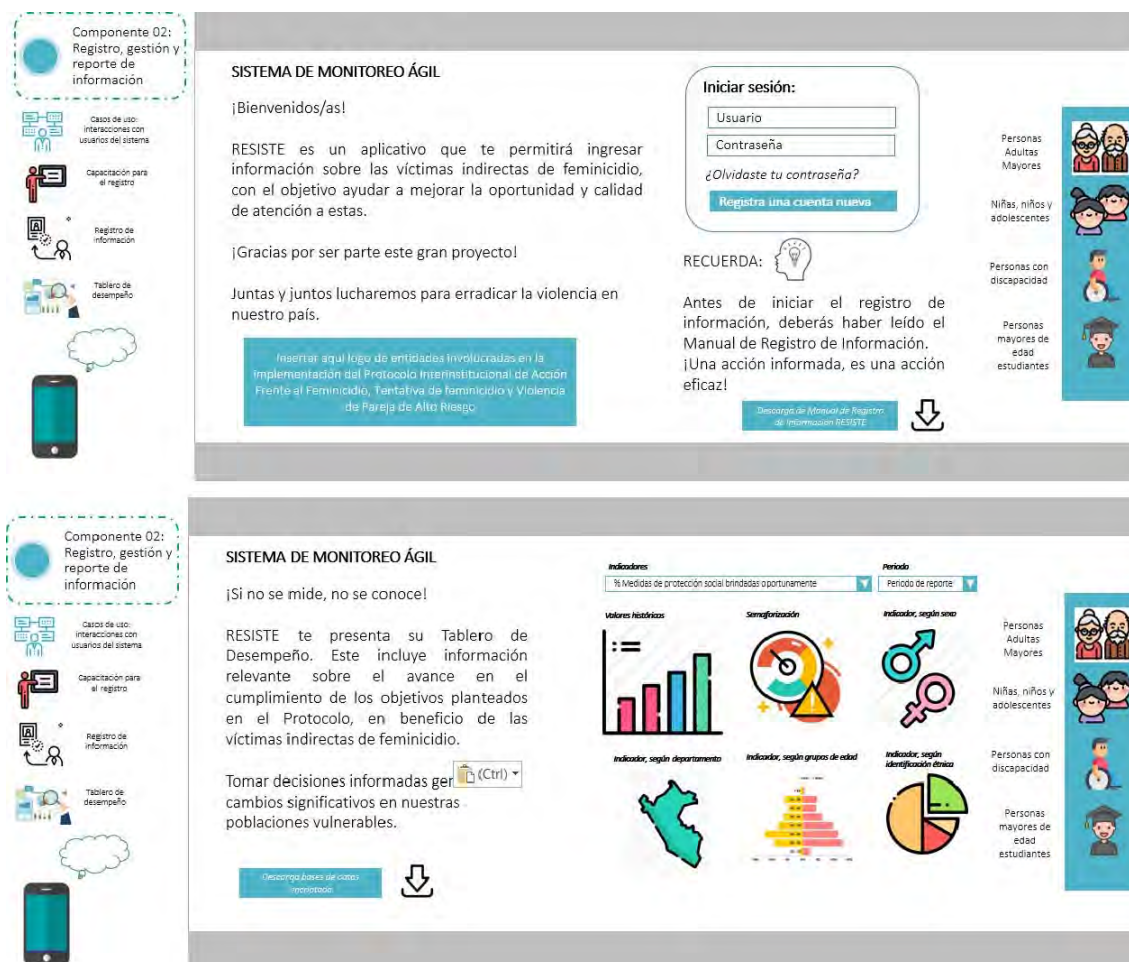 Componente 02:
Registro, gestión y
reporte de
información
Casos de uso:
interacciones con
usuarios del sistema
Capacitación para
el registro
Registro de
información
Tablero de
desempeño
SISTEMA DE MONITOREO ÁGIL
¡Bienvenidos/as!
RESISTE es un aplicativo que te permitirá ingresar
información sobre las víctimas indirectas de feminicidio,
con el objetivo ayudar a mejorar la oportunidad y calidad
de atención a estas.
¡Gracias por ser parte este gran proyecto!
Juntas y juntos lucharemos para erradicar la violencia en
nuestro país.
Insertar aquí logo de entidades involucradas en la
Implementación del Protocolo Interinstitucional de Acción
Frente al Feminicidio, Tentativa de feminicidio y Violencia
de Pareja de Alto Riesgo
Iniciar sesión:
Usuario
Contraseña
¿Olvidaste tu contraseña?
Registra una cuenta nueva
RECUERDA:
Antes de iniciar el registro de
información, deberás haber leído el
Manual de Registro de Información.
¡Una acción informada, es una acción
eficaz!
Descarga de Manual de Registro
de Información RESISTE
Personas
Adultas
Mayores
Niñas, niños y
adolescentes
Personas con
discapacidad
Personas
mayores de
edad
estudiantes
Componente 02:
Registro, gestión y
reporte de
información
Casos de uso:
interacciones con
usuarios del sistema
Capacitación para
el registro
Registro de
información
Tablero de
desempeño
SISTEMA DE MONITOREO ÁGIL
¡Si no se mide, no se conoce!
RESISTE te presenta su Tablero de
Desempeño. Este incluye información
relevante sobre el avance en el
cumplimiento de los objetivos planteados
en el Protocolo, en beneficio de las
víctimas indirectas de feminicidio.
Tomar decisiones informadas ger
(Ctrl)
cambios significativos en nuestras
poblaciones vulnerables.
Descarga bases de datos
Indicadores
% Medidas de protección social brindadas oportunamente
Periodo
Periodo de reporte
Valores históricos
Semaforización
Indicador, según sexo
Indicador, según departamento
Indicador, según grupos de edad
Indicador, según
identificación étnica
Personas
Adultas
Mayores
Niñas, niños y
adolescentes
Personas con
discapacidad
Personas
mayores de
edad
estudiantes